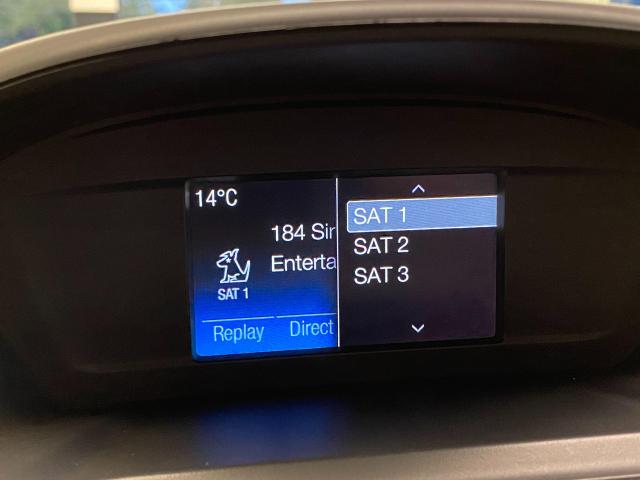 14°C
184 Sir
Enterta
SAT 1
Replay Direct
SAT 1
SAT 2
SAT 3